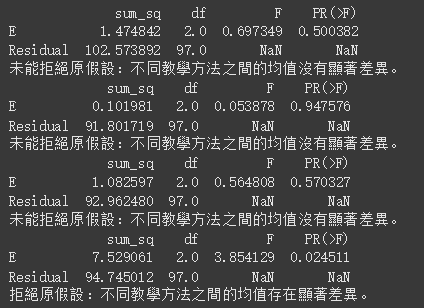 sum_sq df F PR(>F)
E 1.474842 2.0 0.697349 0.500382
Residual 102.573892 97.0 NaN NaN
未能拒絕原假設：不同教學方法之間的均值沒有顯著差異。
sum_sq df F PR(>F)
E 0.101981 2.0 0.053878 0.947576
Residual 91.801719 97.0 NaN NaN
未能拒絕原假設：不同教學方法之間的均值沒有顯著差異。
sum_sq df F PR(>F)
E 1.082597 2.0 0.564808 0.570327
Residual 92.962480 97.0 NaN NaN
未能拒絕原假設：不同教學方法之間的均值沒有顯著差異。
sum_sq df F PR(>F)
E 7.529061 2.0 3.854129 0.024511
Residual 94.745012 97.0 NaN NaN
拒絕原假設：不同教學方法之間的均值存在顯著差異。